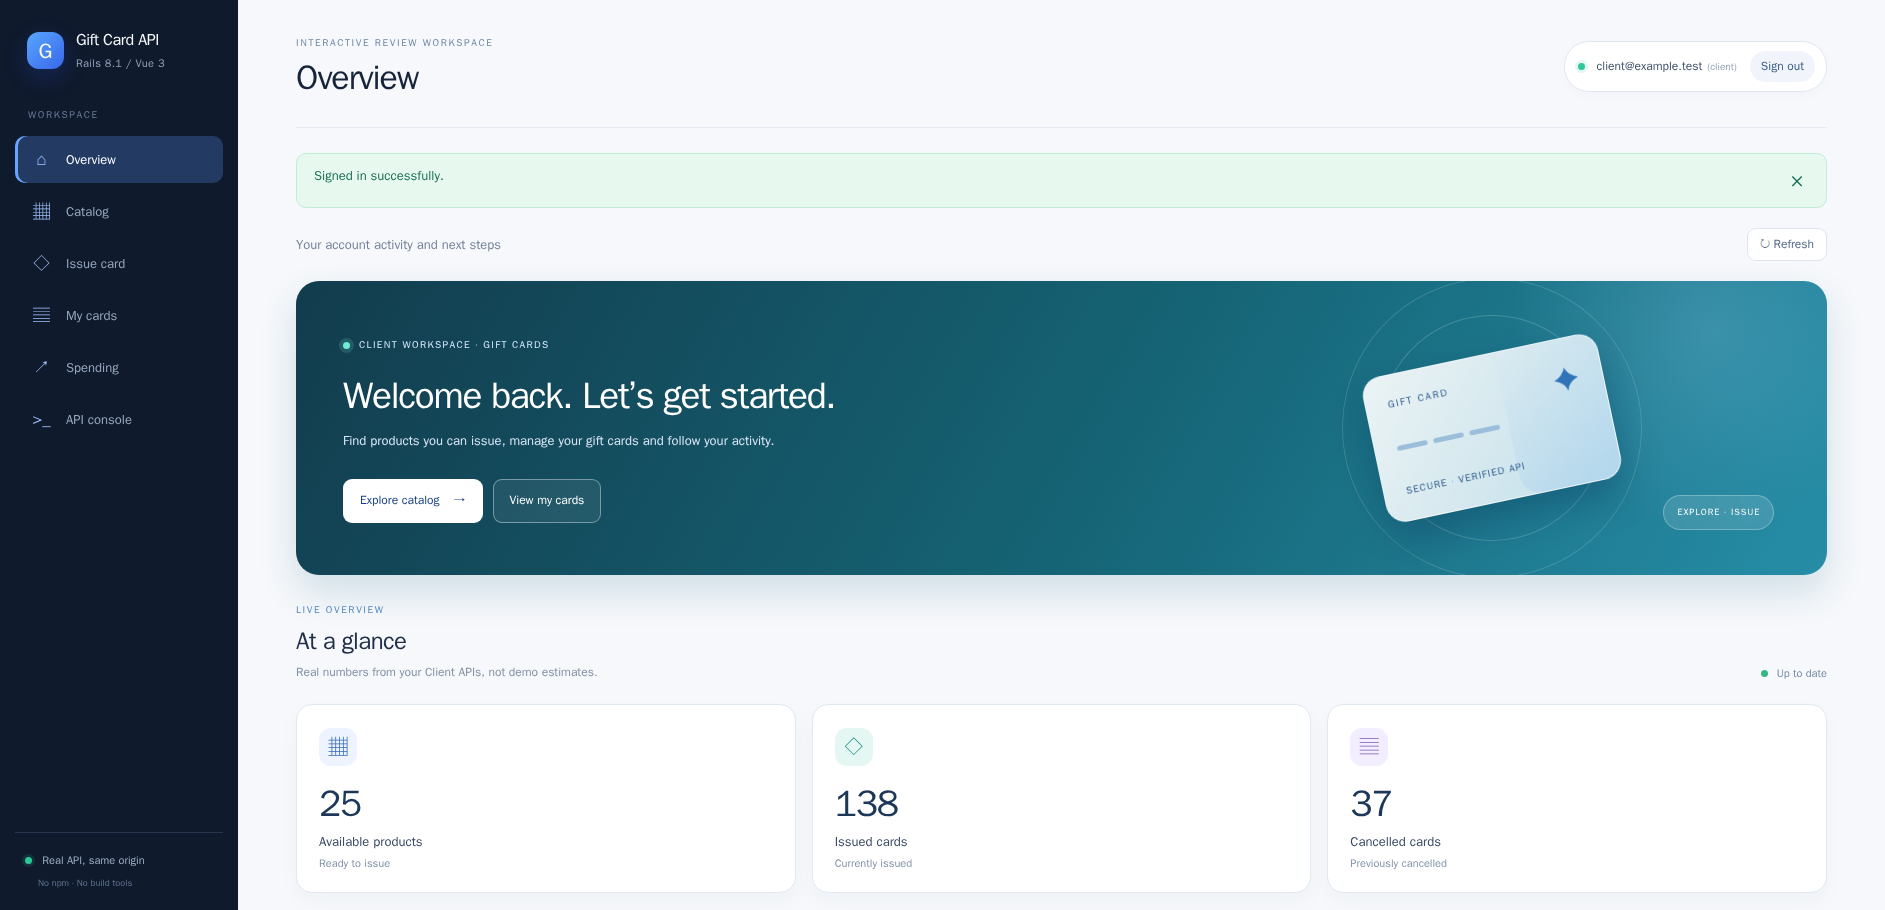 G
Gift Card API
Rails 8.1 / Vue 3
WORKSPACE
Overview
Catalog
Issue card
My cards
Spending
>_ API console
Real API, same origin
No npm · No build tools
INTERACTIVE REVIEW WORKSPACE
Overview
client@example.test (client) Sign out
Signed in successfully.
Your account activity and next steps
Refresh
CLIENT WORKSPACE · GIFT CARDS
Welcome back. Let’s get started.
Find products you can issue, manage your gift cards and follow your activity.
Explore catalog →
View my cards
GIFT CARD
SECURE · VERIFIED API
EXPLORE · ISSUE
LIVE OVERVIEW
At a glance
Real numbers from your Client APIs, not demo estimates.
Up to date
25
Available products
Ready to issue
138
Issued cards
Currently issued
37
Cancelled cards
Previously cancelled